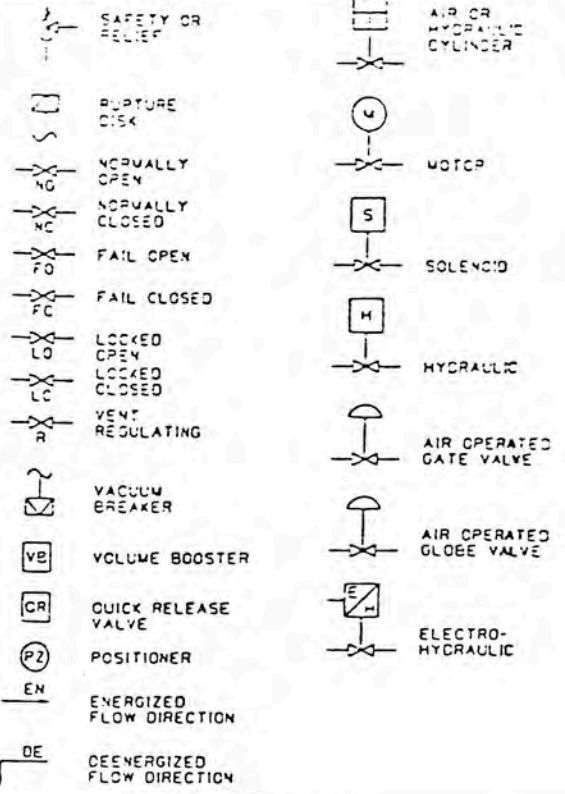 SAFETY OR
RELIEF
RUPTURE
DISK
NO
NORMALLY
OPEN
NC
NORMALLY
CLOSED
FO
FAIL OPEN
FC
FAIL CLOSED
LO
LOCKED
OPEN
LC
LOCKED
CLOSED
R
VENT
REGULATING
VACUUM
BREAKER
VB
VOLUME BOOSTER
QR
QUICK RELEASE
VALVE
PZ
POSITIONER
EN
ENERGIZED
FLOW DIRECTION
DE
DEENERGIZED
FLOW DIRECTION
AIR OR
HYDRAULIC
CYLINDER
M
MOTOR
S
SOLENOID
H
HYDRAULIC
AIR OPERATED
GATE VALVE
AIR OPERATED
GLOBE VALVE
E
H
ELECTRO-
HYDRAULIC